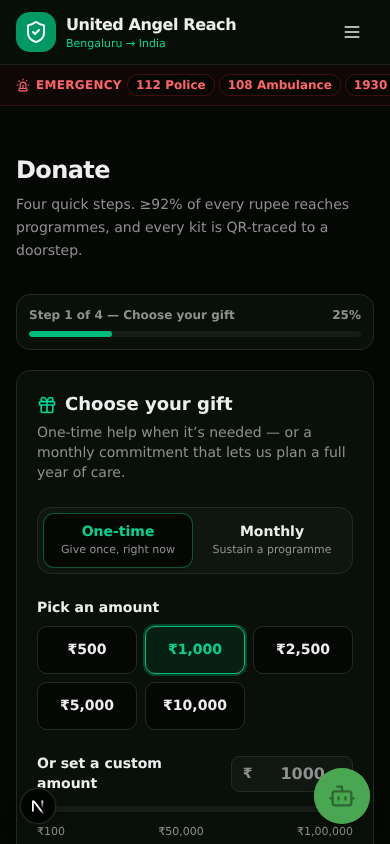 United Angel Reach
Bengaluru → India
EMERGENCY 112 Police 108 Ambulance 1930
Donate
Four quick steps. ≥92% of every rupee reaches
programmes, and every kit is QR-traced to a
doorstep.
Step 1 of 4 — Choose your gift 25%
Choose your gift
One-time help when it’s needed — or a
monthly commitment that lets us plan a full
year of care.
One-time Monthly
Give once, right now Sustain a programme
Pick an amount
₹500 ₹1,000 ₹2,500
₹5,000 ₹10,000
Or set a custom
amount
₹ 1000
N
₹100 ₹50,000 ₹1,00,000